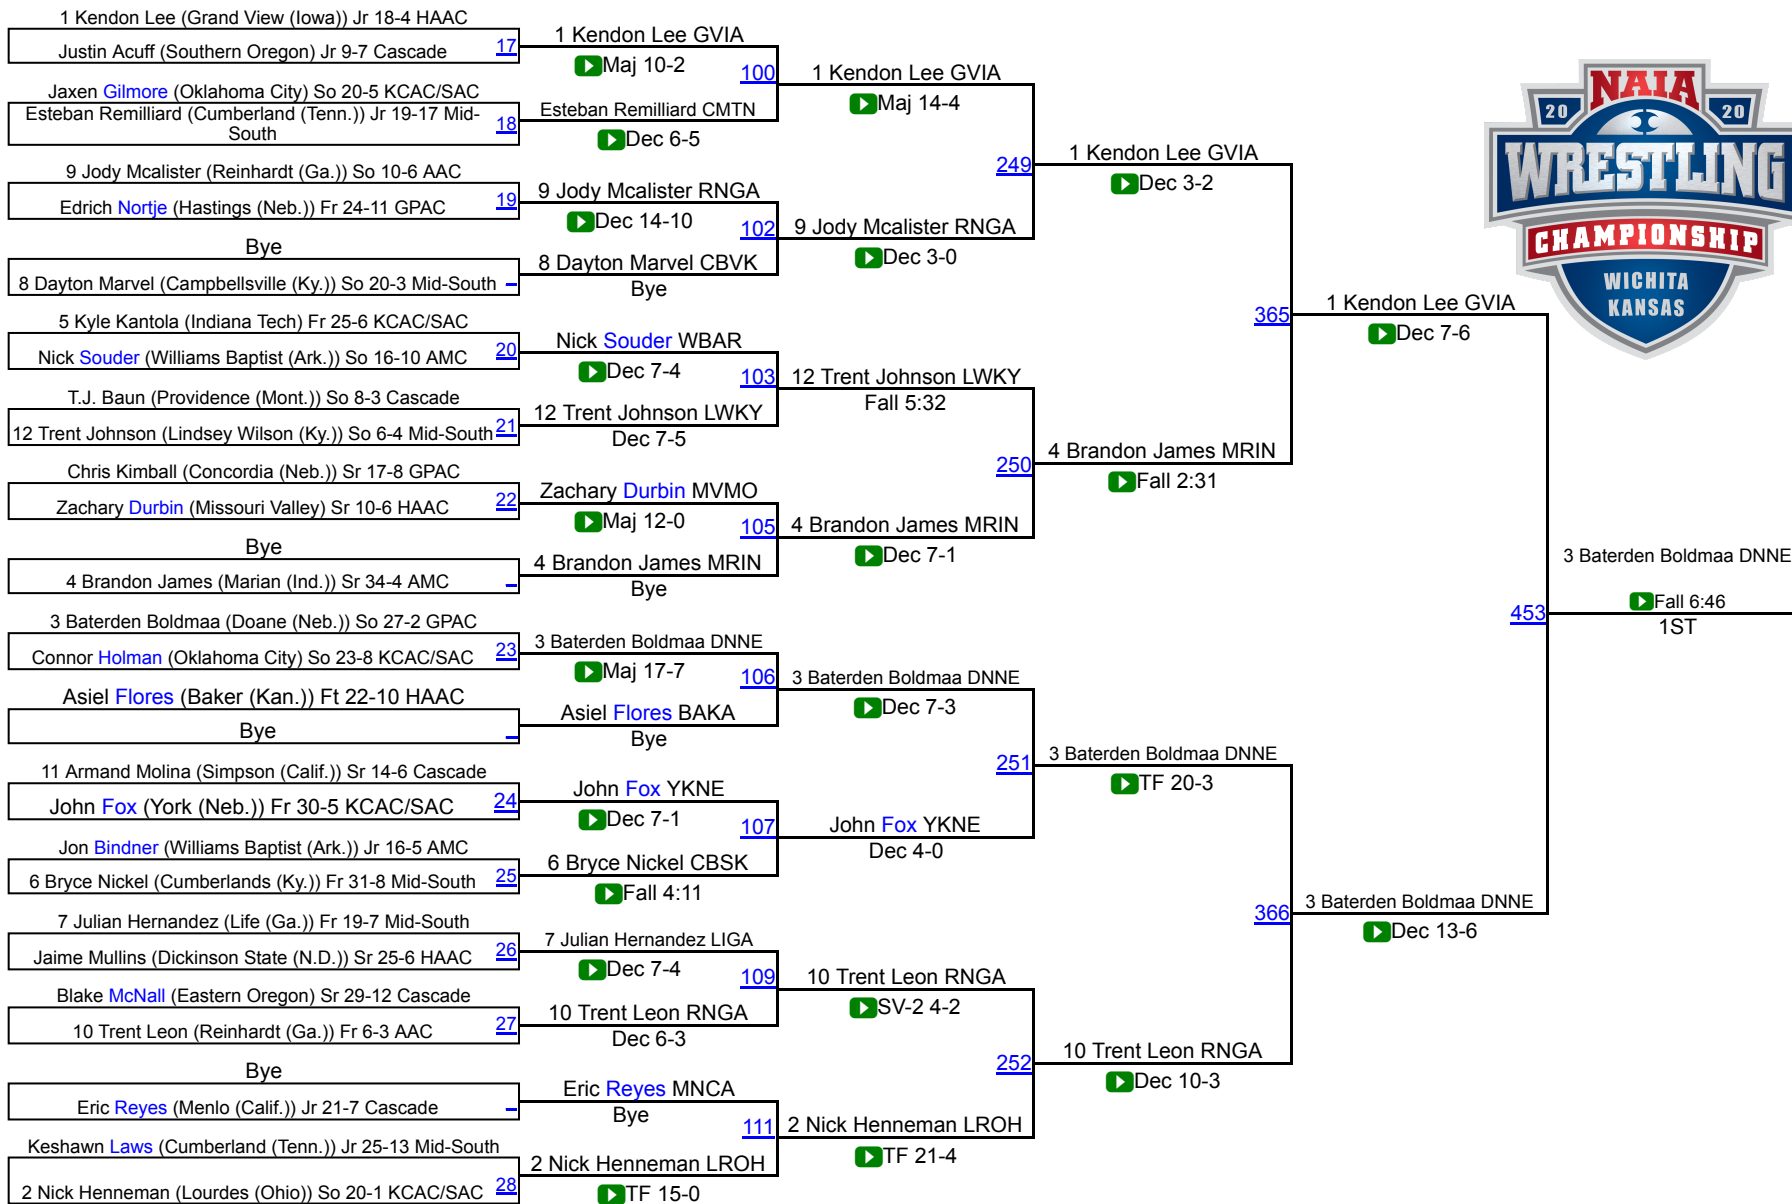 1 Kendon Lee (Grand View (Iowa)) Jr 18-4 HAAC
Justin Acuff (Southern Oregon) Jr 9-7 Cascade
17
Jaxen Gilmore (Oklahoma City) So 20-5 KCAC/SAC
Esteban Remilliard (Cumberland (Tenn.)) Jr 19-17 Mid-
South
18
9 Jody Mcalister (Reinhardt (Ga.)) So 10-6 AAC
Edrich Nortje (Hastings (Neb.)) Fr 24-11 GPAC
19
Bye
8 Dayton Marvel (Campbellsville (Ky.)) So 20-3 Mid-South
5 Kyle Kantola (Indiana Tech) Fr 25-6 KCAC/SAC
Nick Souder (Williams Baptist (Ark.)) So 16-10 AMC
20
T.J. Baun (Providence (Mont.)) So 8-3 Cascade
12 Trent Johnson (Lindsey Wilson (Ky.)) So 6-4 Mid-South
21
Chris Kimball (Concordia (Neb.)) Sr 17-8 GPAC
Zachary Durbin (Missouri Valley) Sr 10-6 HAAC
22
Bye
4 Brandon James (Marian (Ind.)) Sr 34-4 AMC
3 Baterden Boldmaa (Doane (Neb.)) So 27-2 GPAC
Connor Holman (Oklahoma City) So 23-8 KCAC/SAC
23
Asiel Flores (Baker (Kan.)) Ft 22-10 HAAC
Bye
11 Armand Molina (Simpson (Calif.)) Sr 14-6 Cascade
John Fox (York (Neb.)) Fr 30-5 KCAC/SAC
24
Jon Bindner (Williams Baptist (Ark.)) Jr 16-5 AMC
6 Bryce Nickel (Cumberlands (Ky.)) Fr 31-8 Mid-South
25
7 Julian Hernandez (Life (Ga.)) Fr 19-7 Mid-South
Jaime Mullins (Dickinson State (N.D.)) Sr 25-6 HAAC
26
Blake McNall (Eastern Oregon) Sr 29-12 Cascade
10 Trent Leon (Reinhardt (Ga.)) Fr 6-3 AAC
27
Bye
Eric Reyes (Menlo (Calif.)) Jr 21-7 Cascade
Keshawn Laws (Cumberland (Tenn.)) Jr 25-13 Mid-South
2 Nick Henneman (Lourdes (Ohio)) So 20-1 KCAC/SAC
28
1 Kendon Lee GVIA
Maj 10-2
100
Esteban Remilliard CMTN
Dec 6-5
9 Jody Mcalister RNGA
Dec 14-10
102
8 Dayton Marvel CBVK
Bye
Nick Souder WBAR
Dec 7-4
103
12 Trent Johnson LWKY
Dec 7-5
Zachary Durbin MVMO
Maj 12-0
105
4 Brandon James MRIN
Bye
3 Baterden Boldmaa DNNE
Maj 17-7
106
Asiel Flores BAKA
Bye
John Fox YKNE
Dec 7-1
107
6 Bryce Nickel CBSK
Fall 4:11
7 Julian Hernandez LIGA
Dec 7-4
109
10 Trent Leon RNGA
Dec 6-3
Eric Reyes MNCA
Bye
111
2 Nick Henneman LROH
TF 15-0
1 Kendon Lee GVIA
Maj 14-4
249
9 Jody Mcalister RNGA
Dec 3-0
12 Trent Johnson LWKY
Fall 5:32
250
4 Brandon James MRIN
Dec 7-1
3 Baterden Boldmaa DNNE
Dec 7-3
251
John Fox YKNE
Dec 4-0
10 Trent Leon RNGA
SV-2 4-2
252
2 Nick Henneman LROH
TF 21-4
1 Kendon Lee GVIA
Dec 3-2
365
4 Brandon James MRIN
Fall 2:31
3 Baterden Boldmaa DNNE
TF 20-3
366
10 Trent Leon RNGA
Dec 10-3
1 Kendon Lee GVIA
Dec 7-6
453
3 Baterden Boldmaa DNNE
Dec 13-6
3 Baterden Boldmaa DNNE
Fall 6:46
1ST
NAIA
20 20
WRESTLING
CHAMPIONSHIP
WICHITA
KANSAS